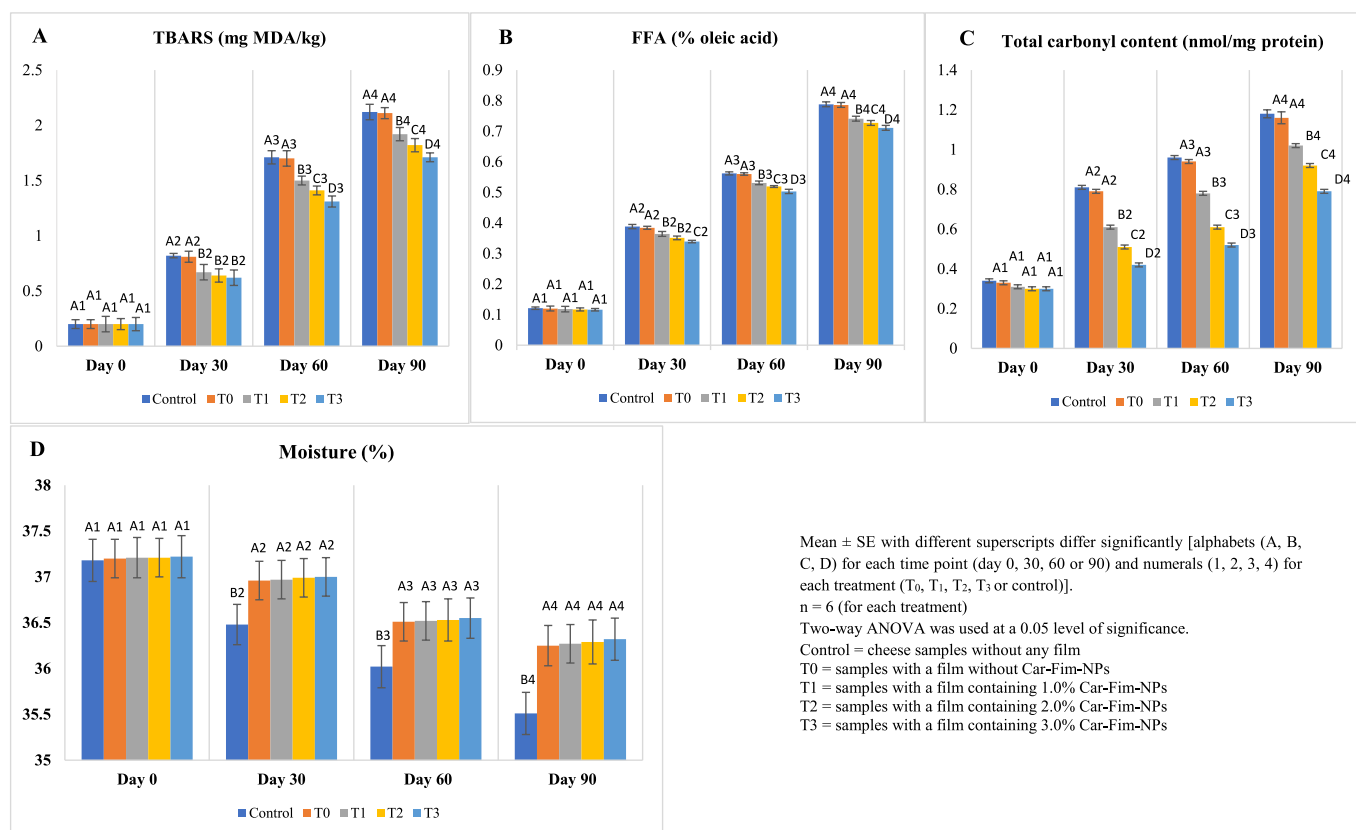 A
TBARS (mg MDA/kg)
2.5
2
1.5
1
0.5
0
A1 A1 A1 A1 A1
A2 A2 B2 B2 B2
A3 A3 B3 C3 D3
A4 A4 B4 C4 D4
Day 0 Day 30 Day 60 Day 90
Control T0 T1 T2 T3
B
FFA (% oleic acid)
0.9
0.8
0.7
0.6
0.5
0.4
0.3
0.2
0.1
0
A1 A1 A1 A1 A1
A2 A2 B2 B2 C2
A3 A3 B3 C3 D3
A4 A4 B4 C4 D4
Day 0 Day 30 Day 60 Day 90
Control T0 T1 T2 T3
C
Total carbonyl content (nmol/mg protein)
1.4
1.2
1
0.8
0.6
0.4
0.2
0
A1 A1 A1 A1 A1
A2 A2 B2 C2 D2
A3 A3 B3 C3 D3
A4 A4 B4 C4 D4
Day 0 Day 30 Day 60 Day 90
Control T0 T1 T2 T3
D
Moisture (%)
38
37.5
37
36.5
36
35.5
35
A1 A1 A1 A1 A1
B2 A2 A2 A2 A2
B3 A3 A3 A3 A3
B4 A4 A4 A4 A4
Day 0 Day 30 Day 60 Day 90
Control T0 T1 T2 T3
Mean ± SE with different superscripts differ significantly [alphabets (A, B,
C, D) for each time point (day 0, 30, 60 or 90) and numerals (1, 2, 3, 4) for
each treatment (T₀, T₁, T₂, T₃ or control)].
n = 6 (for each treatment)
Two-way ANOVA was used at a 0.05 level of significance.
Control = cheese samples without any film
T0 = samples with a film without Car-Fim-NPs
T1 = samples with a film containing 1.0% Car-Fim-NPs
T2 = samples with a film containing 2.0% Car-Fim-NPs
T3 = samples with a film containing 3.0% Car-Fim-NPs